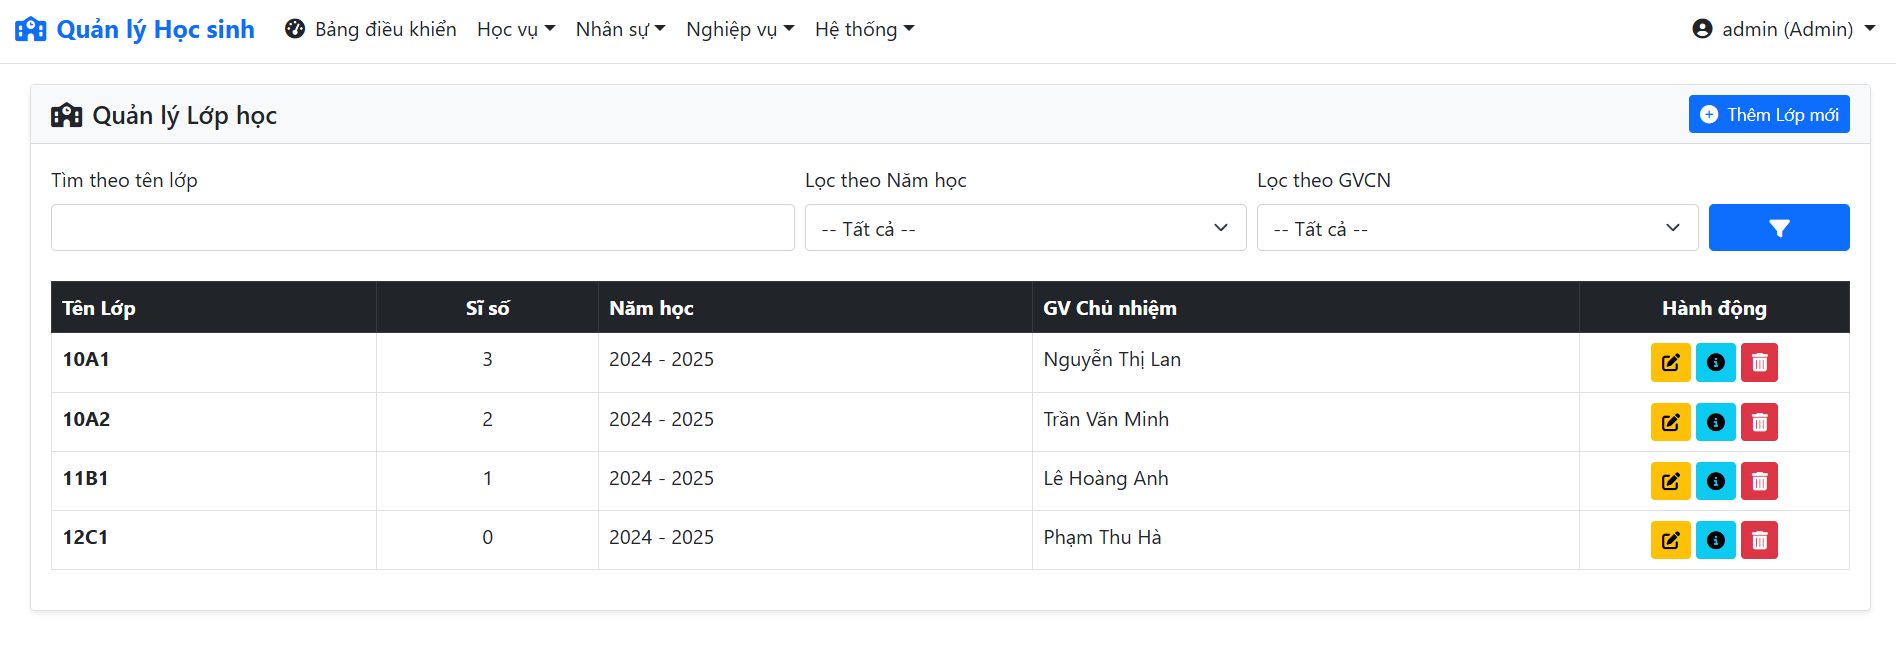 Quản lý Học sinh Bảng điều khiển Học vụ Nhân sự Nghiệp vụ Hệ thống admin (Admin)
Quản lý Lớp học Thêm Lớp mới
Tìm theo tên lớp Lọc theo Năm học Lọc theo GVCN
-- Tất cả -- -- Tất cả --
Tên Lớp Sĩ số Năm học GV Chủ nhiệm Hành động
10A1 3 2024 - 2025 Nguyễn Thị Lan
10A2 2 2024 - 2025 Trần Văn Minh
11B1 1 2024 - 2025 Lê Hoàng Anh
12C1 0 2024 - 2025 Phạm Thu Hà